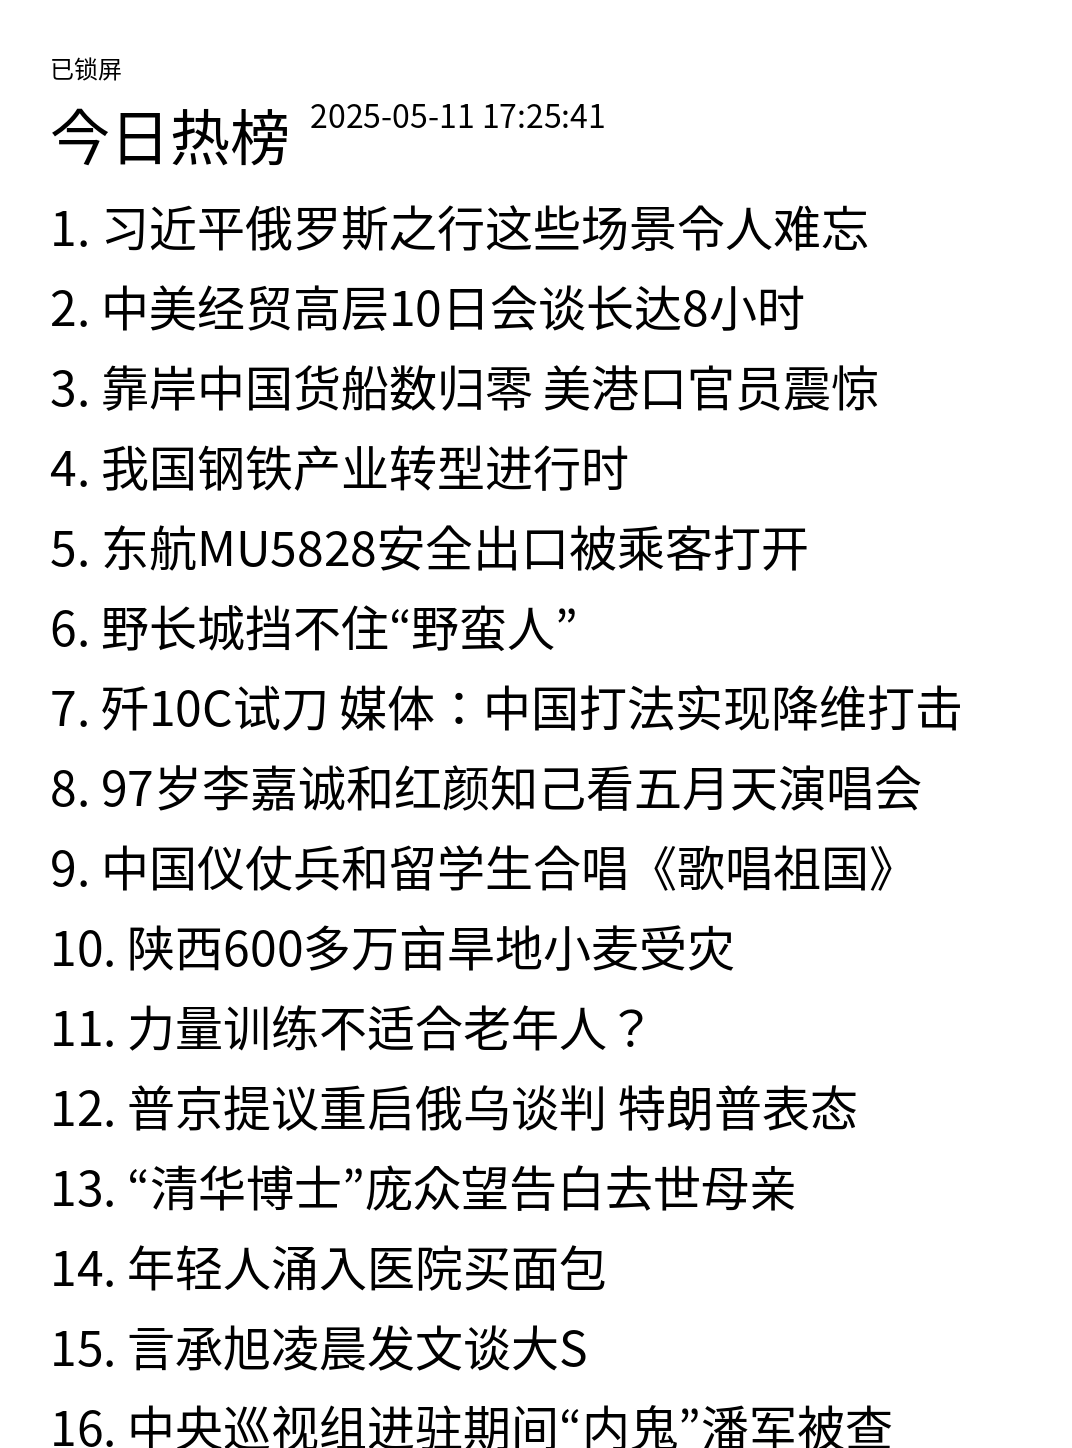 已锁屏
今日热榜 2025-05-11 17:25:41
1. 习近平俄罗斯之行这些场景令人难忘
2. 中美经贸高层10日会谈长达8小时
3. 靠岸中国货船数归零 美港口官员震惊
4. 我国钢铁产业转型进行时
5. 东航MU5828安全出口被乘客打开
6. 野长城挡不住“野蛮人”
7. 歼10C试刀 媒体：中国打法实现降维打击
8. 97岁李嘉诚和红颜知己看五月天演唱会
9. 中国仪仗兵和留学生合唱《歌唱祖国》
10. 陕西600多万亩旱地小麦受灾
11. 力量训练不适合老年人？
12. 普京提议重启俄乌谈判 特朗普表态
13. “清华博士”庞众望告白去世母亲
14. 年轻人涌入医院买面包
15. 言承旭凌晨发文谈大S
16. 中央巡视组进驻期间“内鬼”潘军被查